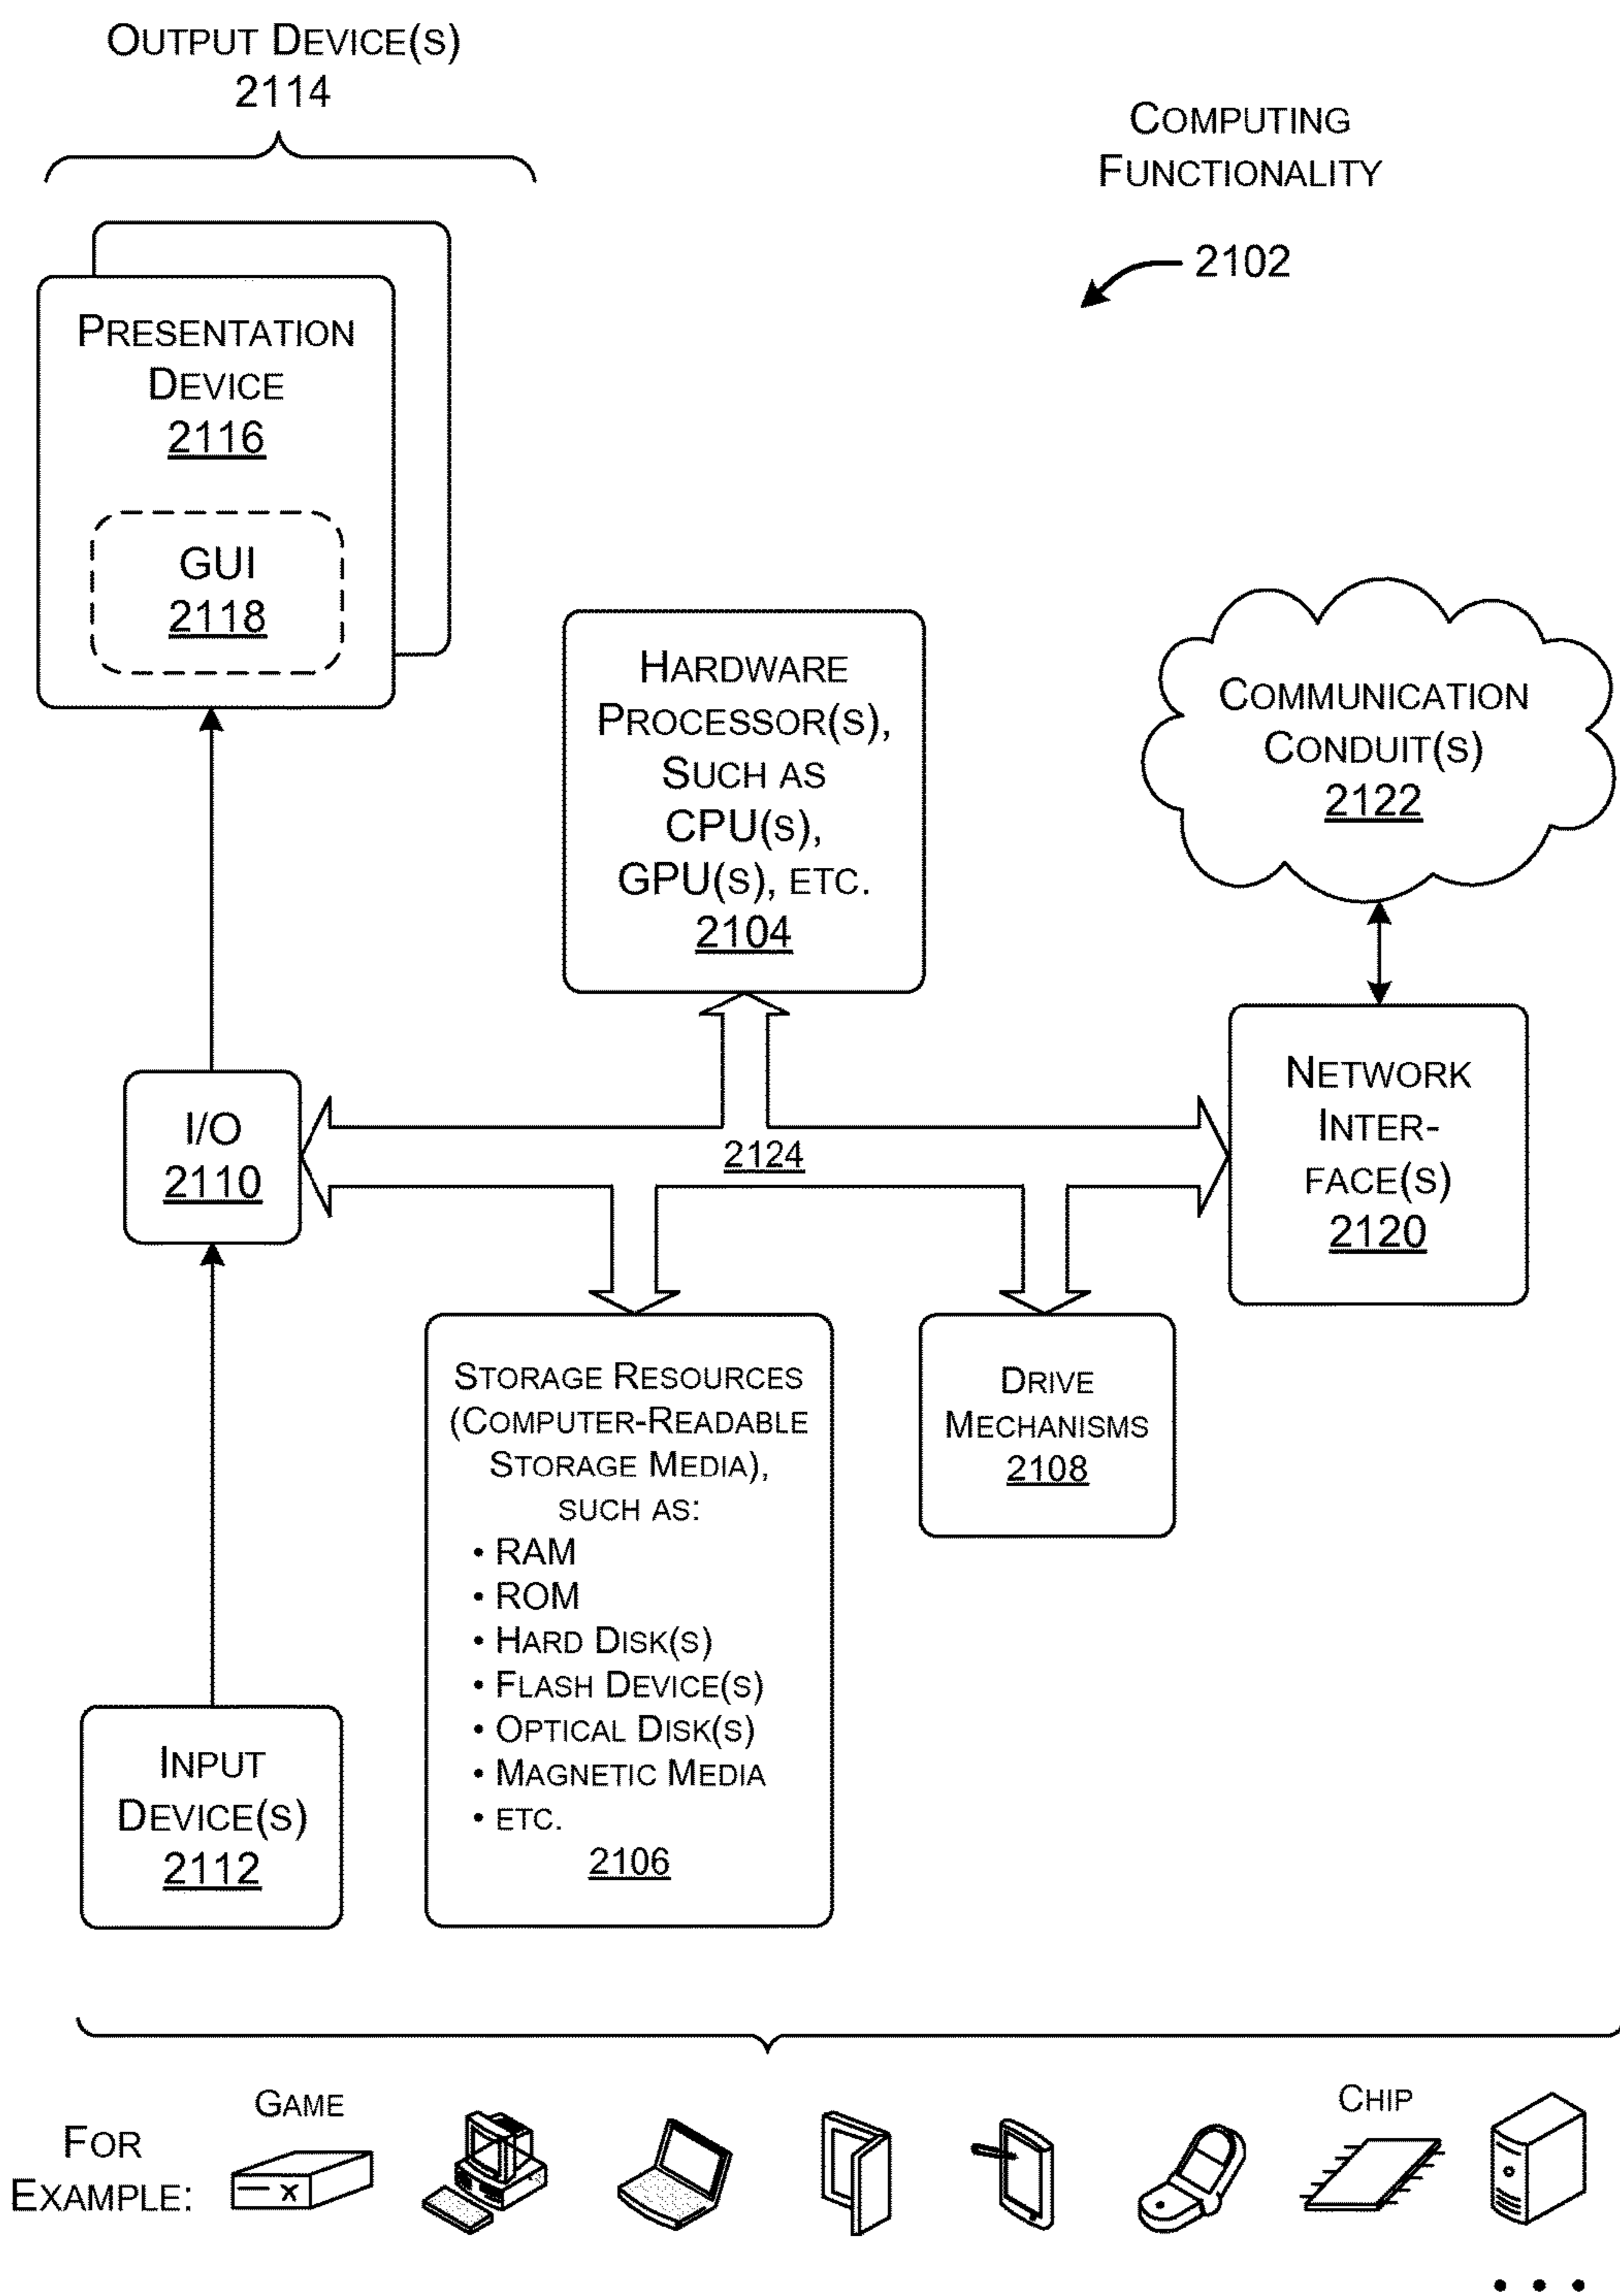 OUTPUT DEVICE(S)
2114
COMPUTING
FUNCTIONALITY
2102
PRESENTATION
DEVICE
2116
GUI
2118
HARDWARE
PROCESSOR(S),
SUCH AS
CPU(S),
GPU(S), ETC.
2104
COMMUNICATION
CONDUIT(S)
2122
I/O
2110
2124
NETWORK
INTER-
FACE(S)
2120
STORAGE RESOURCES
(COMPUTER-READABLE
STORAGE MEDIA),
SUCH AS:
• RAM
• ROM
• HARD DISK(S)
• FLASH DEVICE(S)
• OPTICAL DISK(S)
• MAGNETIC MEDIA
• ETC.
2106
DRIVE
MECHANISMS
2108
INPUT
DEVICE(S)
2112
FOR
EXAMPLE:
GAME
X
CHIP
• • •